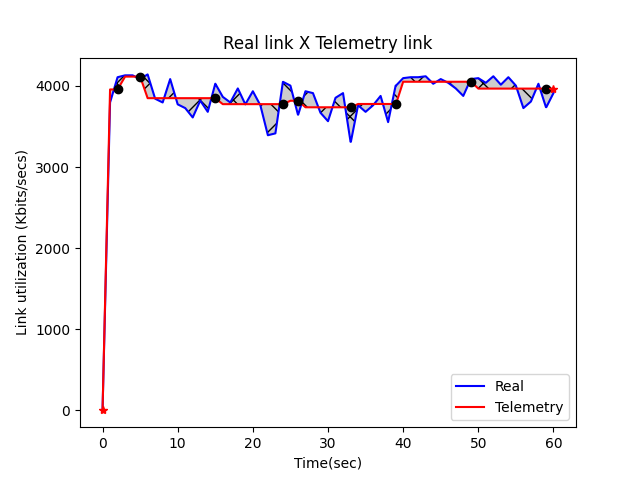 Real link X Telemetry link
Link utilization (Kbits/secs)
4000
3000
2000
1000
0
0 10 20 30 40 50 60
Time(sec)
Real
Telemetry